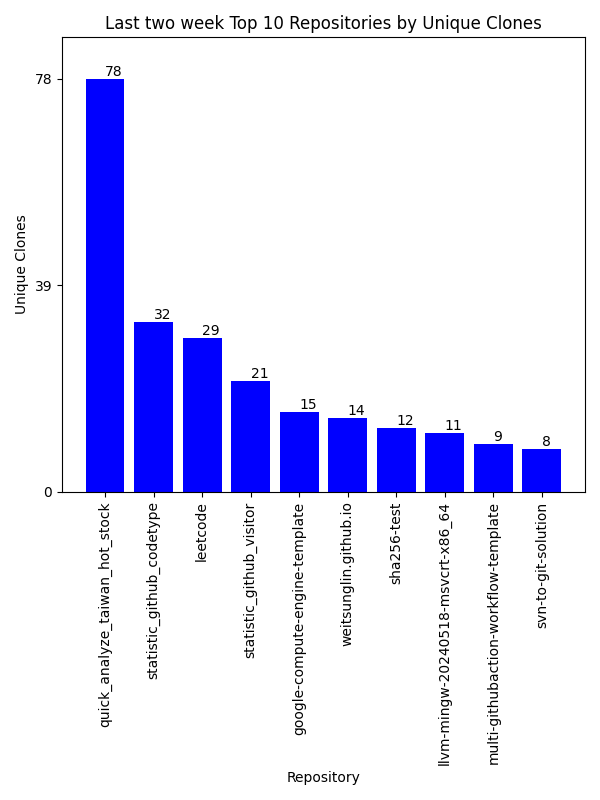 Last two week Top 10 Repositories by Unique Clones
Unique Clones
78
39
0
78
32
29
21
15
14
12
11
9
8
quick_analyze_taiwan_hot_stock
statistic_github_codetype
leetcode
statistic_github_visitor
google-compute-engine-template
weitsunglin.github.io
sha256-test
llvm-mingw-20240518-msvcrt-x86_64
multi-githubaction-workflow-template
svn-to-git-solution
Repository